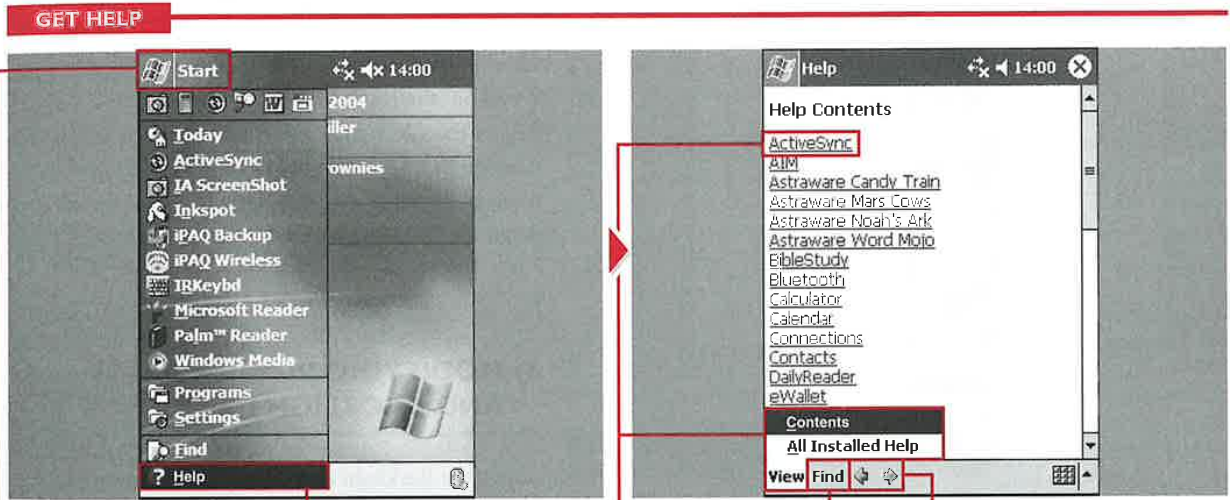 GET HELP
Start 14:00
2004
iller
Today
ownies
ActiveSync
IA ScreenShot
Inkspot
iPAQ Backup
iPAQ Wireless
IRKeybd
Microsoft Reader
Palm™ Reader
Windows Media
Programs
Settings
Find
? Help
Help 14:00
Help Contents
ActiveSync
AIM
Astraware Candy Train
Astraware Mars Cows
Astraware Noah's Ark
Astraware Word Mojo
BibleStudy
Bluetooth
Calculator
Calendar
Connections
Contacts
DailyReader
eWallet
Contents
All Installed Help
View Find